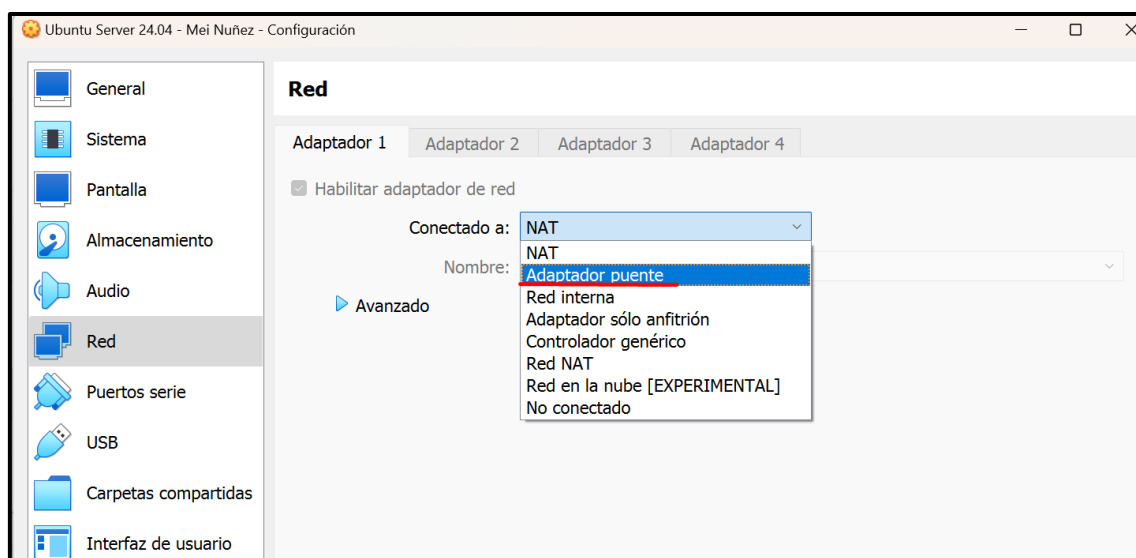 Ubuntu Server 24.04 - Mei Nuñez - Configuración
General
Sistema
Pantalla
Almacenamiento
Audio
Red
Puertos serie
USB
Carpetas compartidas
Interfaz de usuario
Red
Adaptador 1 Adaptador 2 Adaptador 3 Adaptador 4
Habilitar adaptador de red
Conectado a: NAT
NAT
Nombre:
Adaptador puente
Avanzado
Red interna
Adaptador sólo anfitrión
Controlador genérico
Red NAT
Red en la nube [EXPERIMENTAL]
No conectado